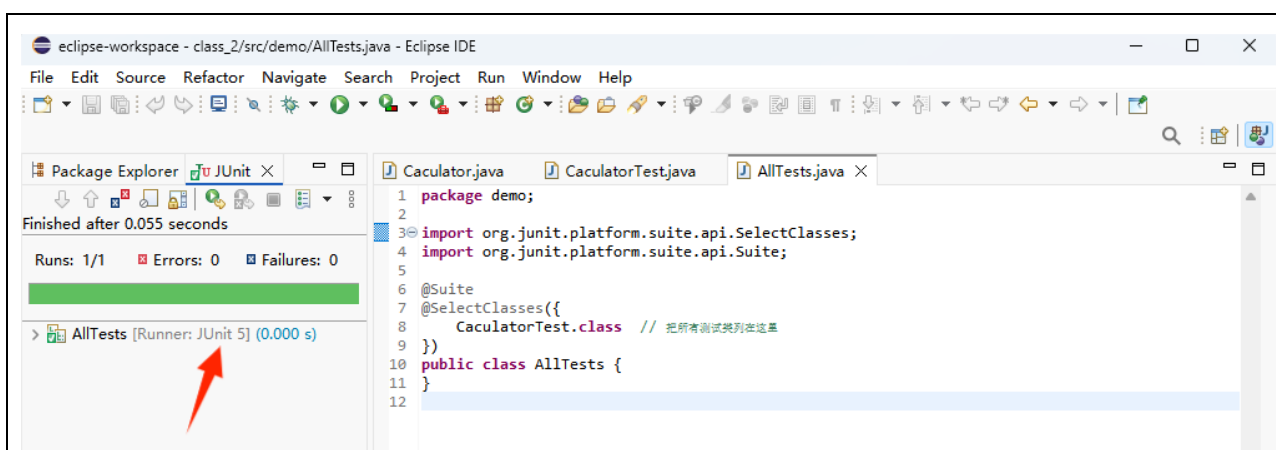 eclipse-workspace - class_2/src/demo/AllTests.java - Eclipse IDE
File Edit Source Refactor Navigate Search Project Run Window Help
Package Explorer JUnit
Finished after 0.055 seconds
Runs: 1/1 Errors: 0 Failures: 0
AllTests [Runner: JUnit 5] (0.000 s)
Caculator.java CaculatorTest.java AllTests.java
1 package demo;
2
3 import org.junit.platform.suite.api.SelectClasses;
4 import org.junit.platform.suite.api.Suite;
5
6 @Suite
7 @SelectClasses({
8 CaculatorTest.class // 把所有测试类列在这里
9 })
10 public class AllTests {
11 }
12